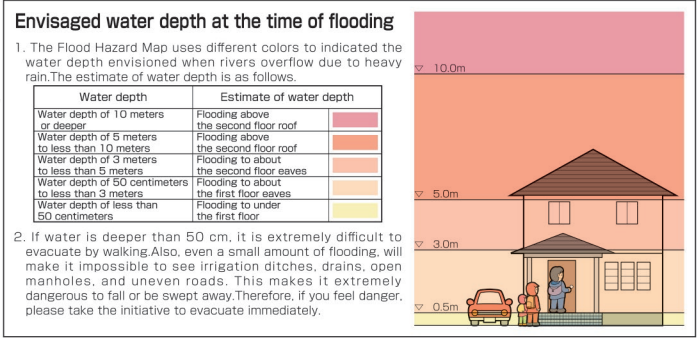 Envisaged water depth at the time of flooding
1. The Flood Hazard Map uses different colors to indicated the
water depth envisioned when rivers overflow due to heavy
rain.The estimate of water depth is as follows.
Water depth Estimate of water depth
Water depth of 10 meters
or deeper
Flooding above
the second floor roof
Water depth of 5 meters
to less than 10 meters
Flooding above
the second floor roof
Water depth of 3 meters
to less than 5 meters
Flooding to about
the second floor eaves
Water depth of 50 centimeters
to less than 3 meters
Flooding to about
the first floor eaves
Water depth of less than
50 centimeters
Flooding to under
the first floor
2. If water is deeper than 50 cm, it is extremely difficult to
evacuate by walking.Also, even a small amount of flooding, will
make it impossible to see irrigation ditches, drains, open
manholes, and uneven roads. This makes it extremely
dangerous to fall or be swept away.Therefore, if you feel danger,
please take the initiative to evacuate immediately.
▽ 10.0m
▽ 5.0m
▽ 3.0m
▽ 0.5m